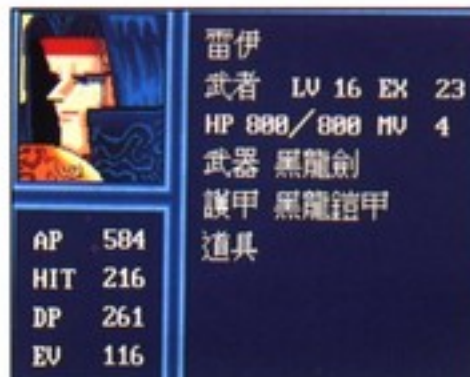 雷伊
武者 LV 16 EX 23
HP 800/800 MV 4
武器 黑龍劍
護甲 黑龍鎧甲
道具
AP 584
HIT 216
DP 261
EV 116